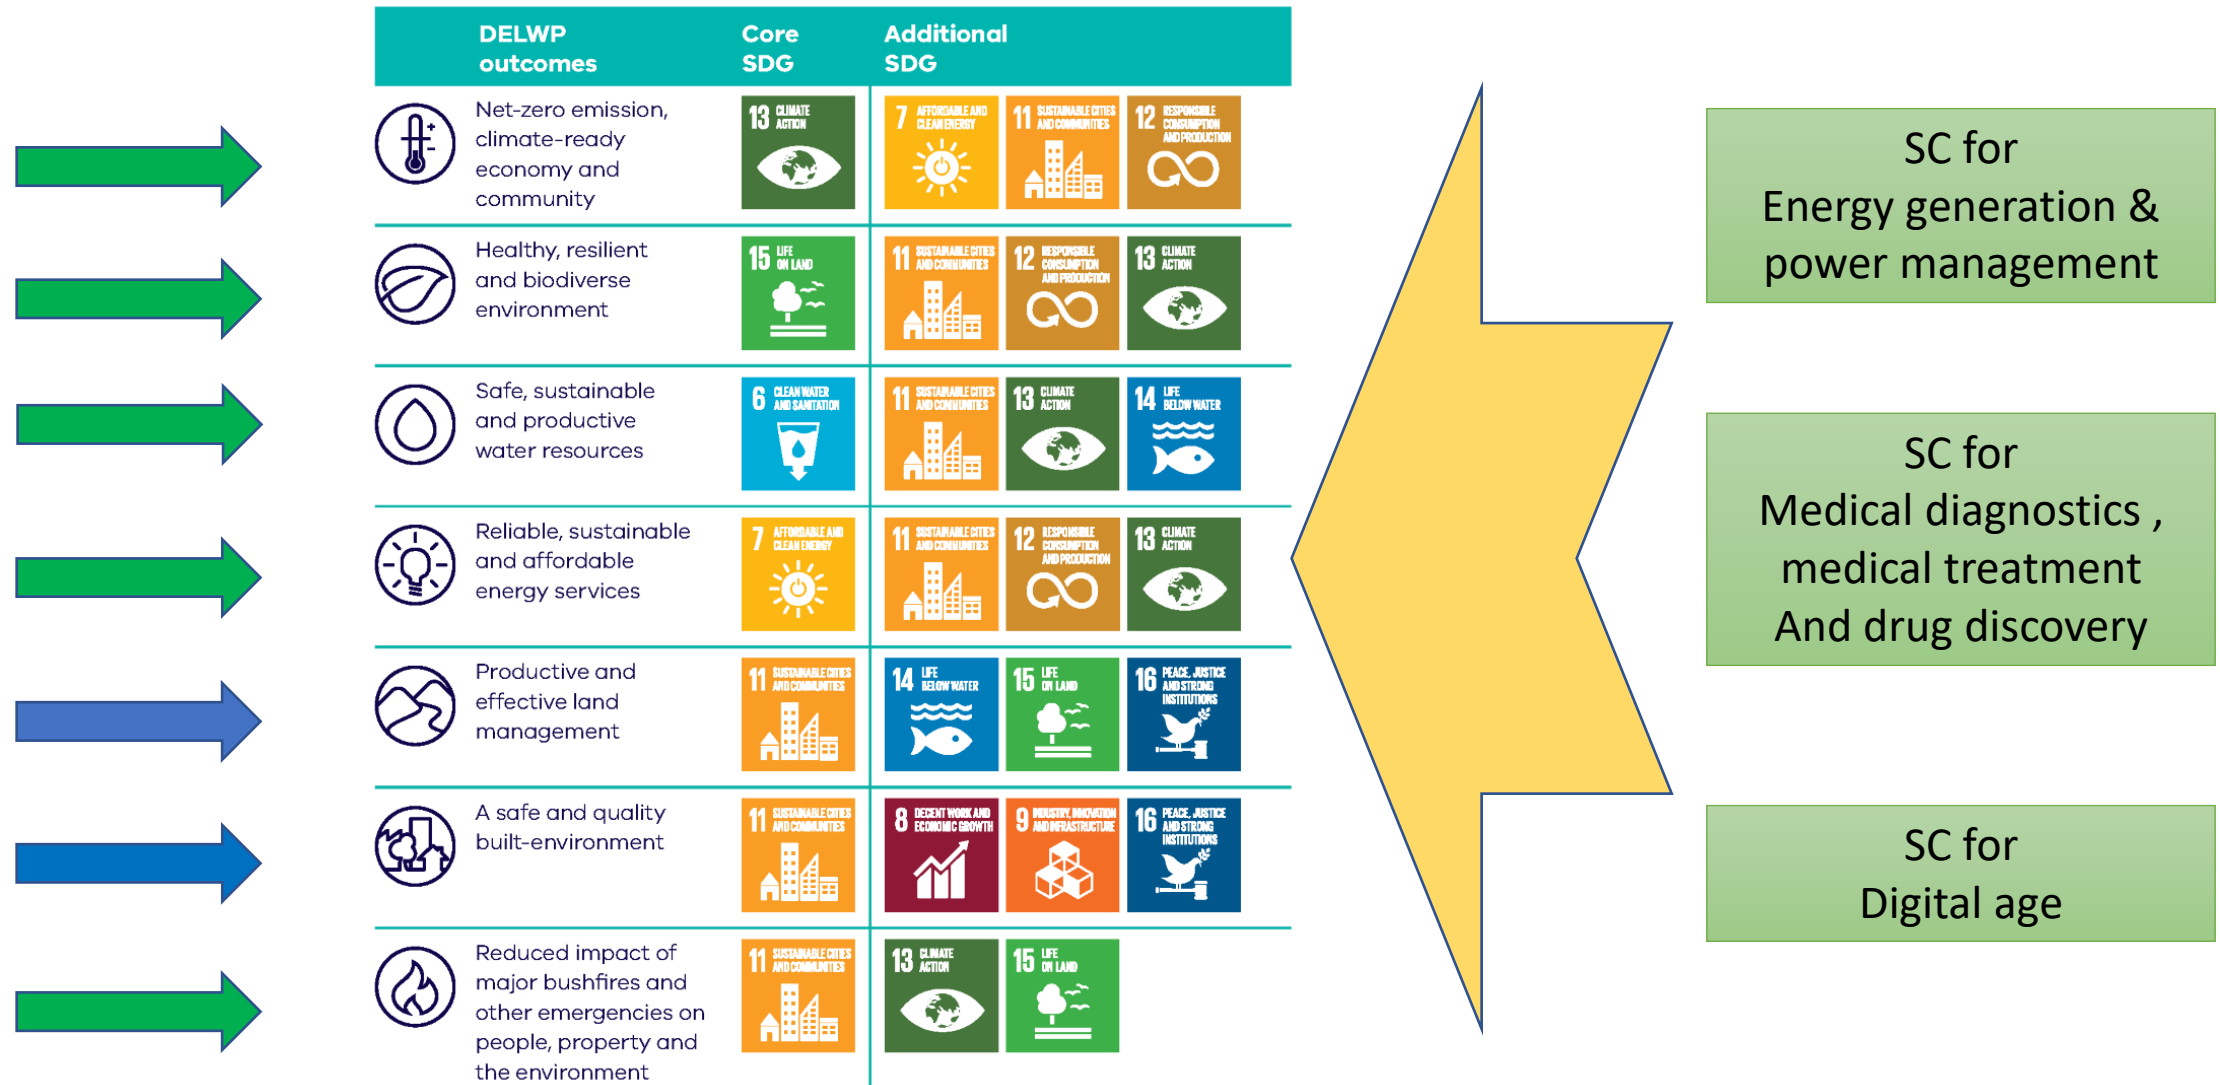 DELWP
outcomes
Core
SDG
Additional
SDG
Net-zero emission,
climate-ready
economy and
community
13 CLIMATE
ACTION
7 AFFORDABLE AND
CLEAN ENERGY
11 SUSTAINABLE CITIES
AND COMMUNITIES
12 RESPONSIBLE
CONSUMPTION
AND PRODUCTION
Healthy, resilient
and biodiverse
environment
15 LIFE
ON LAND
11 SUSTAINABLE CITIES
AND COMMUNITIES
12 RESPONSIBLE
CONSUMPTION
AND PRODUCTION
13 CLIMATE
ACTION
Safe, sustainable
and productive
water resources
6 CLEAN WATER
AND SANITATION
11 SUSTAINABLE CITIES
AND COMMUNITIES
13 CLIMATE
ACTION
14 LIFE
BELOW WATER
Reliable, sustainable
and affordable
energy services
7 AFFORDABLE AND
CLEAN ENERGY
11 SUSTAINABLE CITIES
AND COMMUNITIES
12 RESPONSIBLE
CONSUMPTION
AND PRODUCTION
13 CLIMATE
ACTION
Productive and
effective land
management
11 SUSTAINABLE CITIES
AND COMMUNITIES
14 LIFE
BELOW WATER
15 LIFE
ON LAND
16 PEACE, JUSTICE
AND STRONG
INSTITUTIONS
A safe and quality
built-environment
11 SUSTAINABLE CITIES
AND COMMUNITIES
8 DECENT WORK AND
ECONOMIC GROWTH
9 INDUSTRY, INNOVATION
AND INFRASTRUCTURE
16 PEACE, JUSTICE
AND STRONG
INSTITUTIONS
Reduced impact of
major bushfires and
other emergencies on
people, property and
the environment
11 SUSTAINABLE CITIES
AND COMMUNITIES
13 CLIMATE
ACTION
15 LIFE
ON LAND
SC for
Energy generation &
power management
SC for
Medical diagnostics ,
medical treatment
And drug discovery
SC for
Digital age